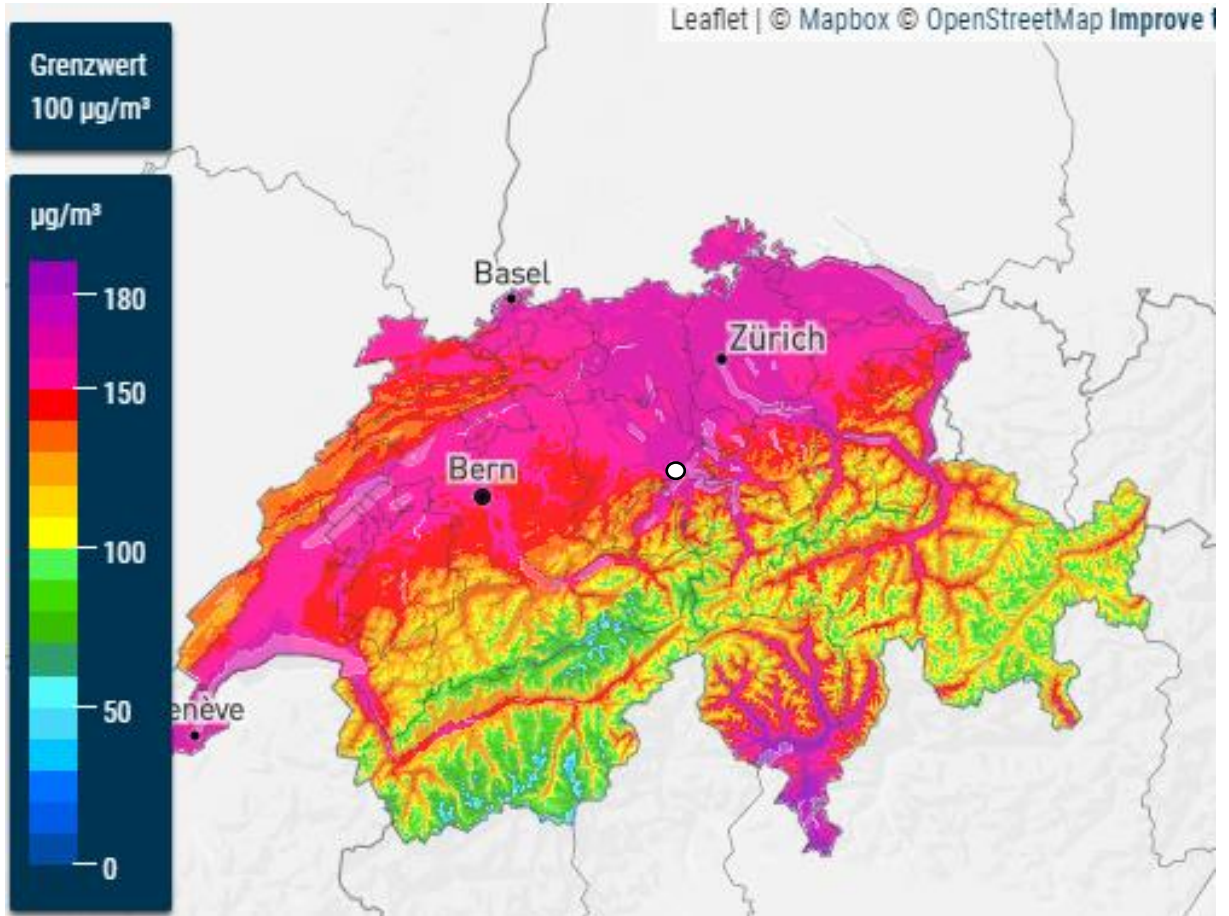 Leaflet | © Mapbox © OpenStreetMap Improve t
Grenzwert
100 µg/m³
µg/m³
180
150
100
50
0
Basel
Zürich
Bern
enève